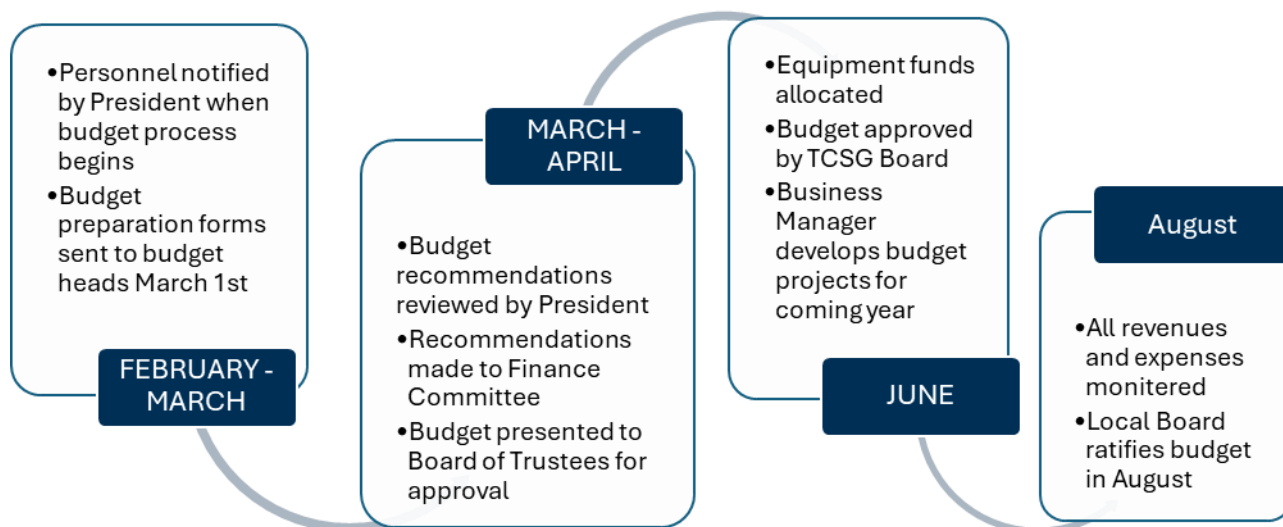 •Personnel notified
by President when
budget process
begins
•Budget
preparation forms
sent to budget
heads March 1st
FEBRUARY -
MARCH
MARCH -
APRIL
•Budget
recommendations
reviewed by President
•Recommendations
made to Finance
Committee
•Budget presented to
Board of Trustees for
approval
•Equipment funds
allocated
•Budget approved
by TCSG Board
•Business
Manager
develops budget
projects for
coming year
JUNE
August
•All revenues
and expenses
monitered
•Local Board
ratifies budget
in August